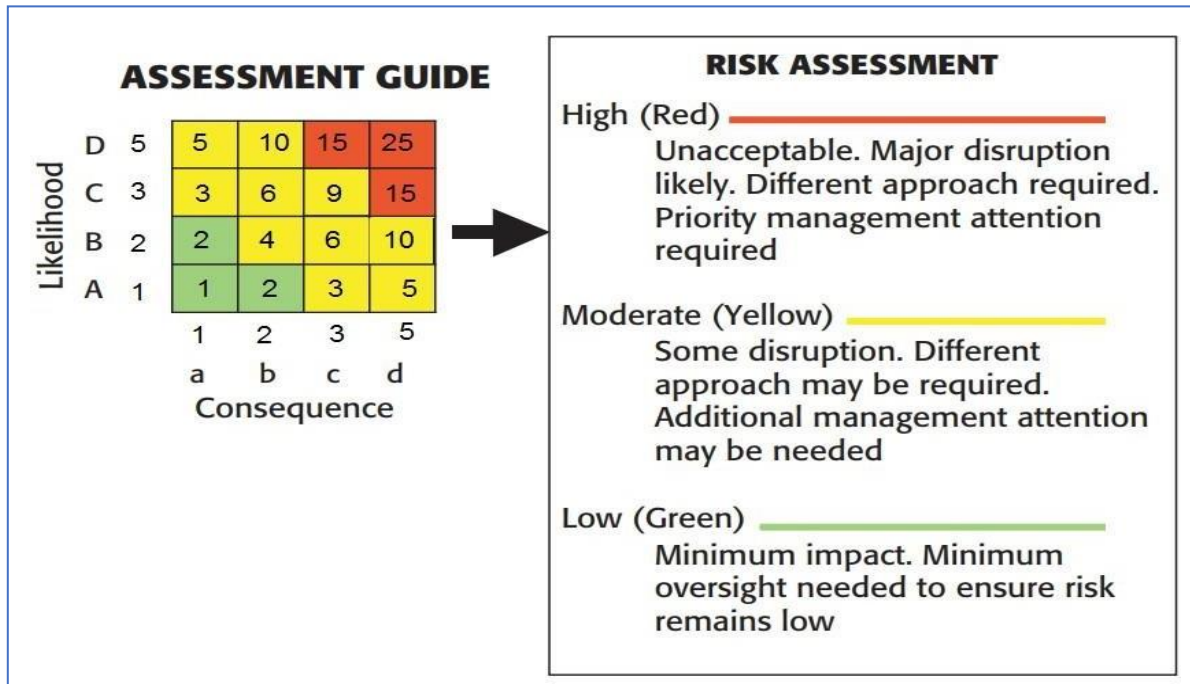 ASSESSMENT GUIDE
Likelihood
D 5 5 10 15 25
C 3 3 6 9 15
B 2 2 4 6 10
A 1 1 2 3 5
1 2 3 5
a b c d
Consequence
RISK ASSESSMENT
High (Red)
Unacceptable. Major disruption
likely. Different approach required.
Priority management attention
required
Moderate (Yellow)
Some disruption. Different
approach may be required.
Additional management attention
may be needed
Low (Green)
Minimum impact. Minimum
oversight needed to ensure risk
remains low